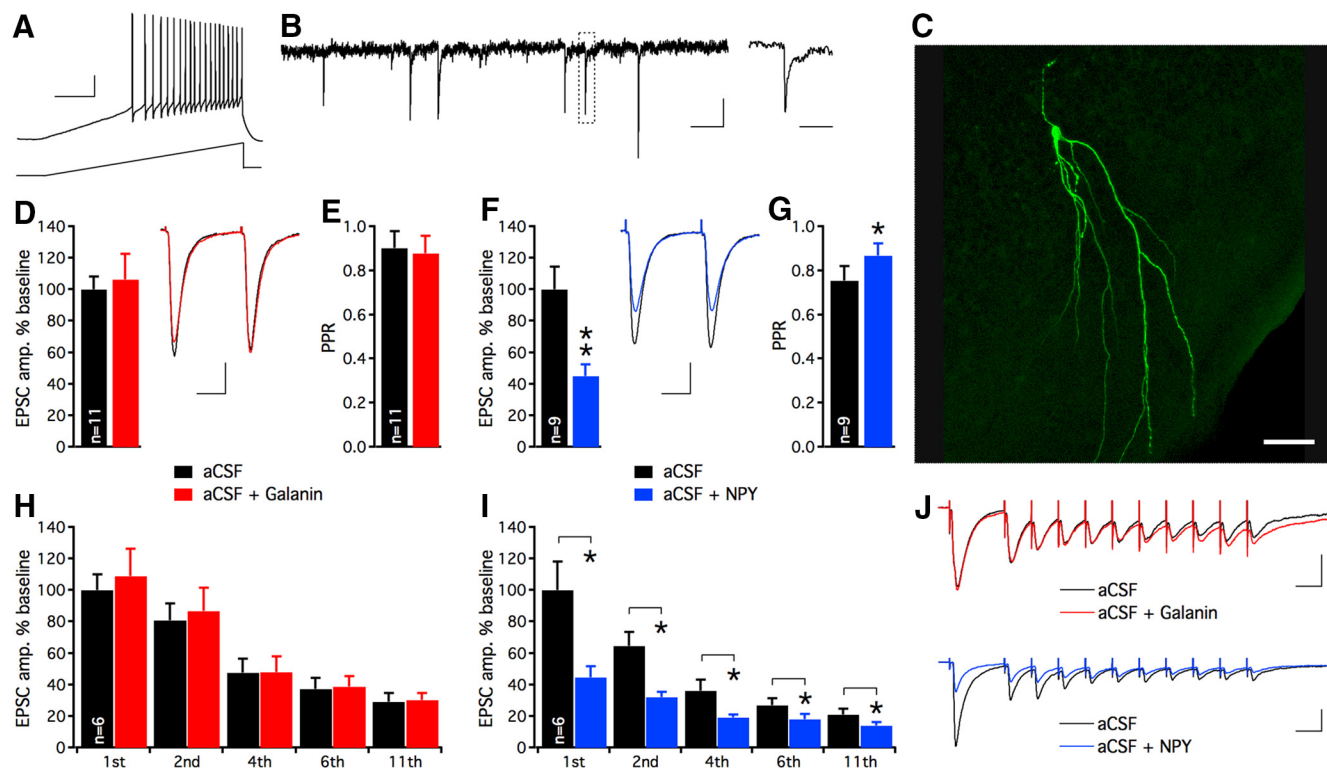 A
B
C
D
EPSC amp. % baseline
140
120
100
80
60
40
20
0
n=11
E
PPR
1.0
0.8
0.6
0.4
0.2
0.0
n=11
F
EPSC amp. % baseline
140
120
100
80
60
40
20
0
n=9
*
*
G
PPR
1.0
0.8
0.6
0.4
0.2
0.0
n=9
*
aCSF
aCSF + Galanin
aCSF
aCSF + NPY
H
EPSC amp. % baseline
140
120
100
80
60
40
20
0
n=6
1st 2nd 4th 6th 11th
I
EPSC amp. % baseline
140
120
100
80
60
40
20
0
n=6
* * * * *
1st 2nd 4th 6th 11th
J
aCSF
aCSF + Galanin
aCSF
aCSF + NPY